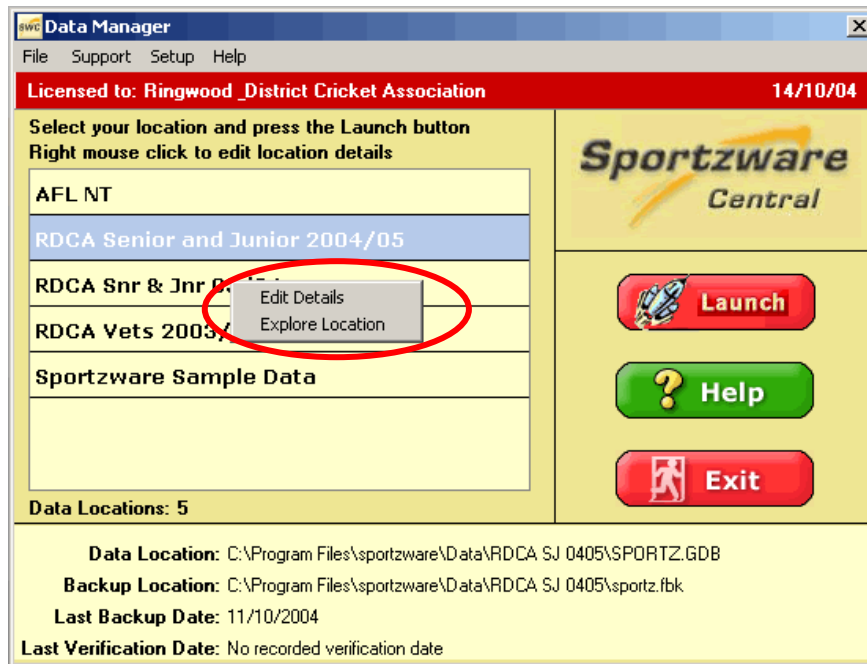 swc Data Manager
File Support Setup Help
Licensed to: Ringwood _District Cricket Association 14/10/04
Select your location and press the Launch button
Right mouse click to edit location details
AFL NT
RDCA Senior and Junior 2004/05
RDCA Snr & Jnr
RDCA Vets 2003/
Sportzware Sample Data
Edit Details
Explore Location
Data Locations: 5
Sportzware
Central
Launch
Help
Exit
Data Location: C:\Program Files\sportzware\Data\RDCA SJ 0405\SPORTZ.GDB
Backup Location: C:\Program Files\sportzware\Data\RDCA SJ 0405\sportz.fbk
Last Backup Date: 11/10/2004
Last Verification Date: No recorded verification date